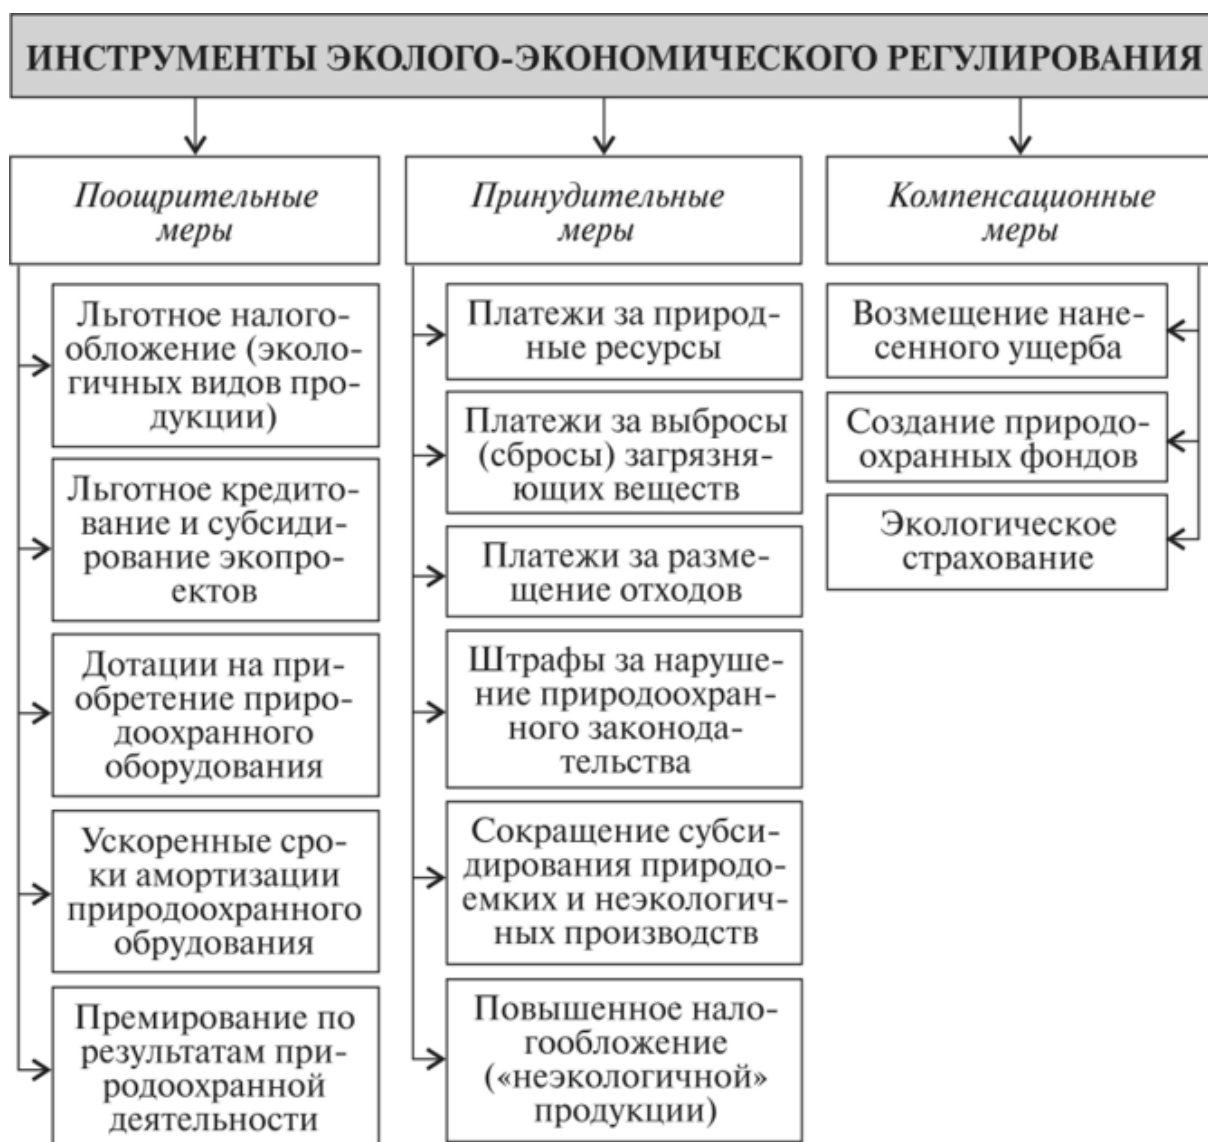 ИНСТРУМЕНТЫ ЭКОЛОГО-ЭКОНОМИЧЕСКОГО РЕГУЛИРОВАНИЯ
Поощрительные
меры
Льготное налого-
обложение (эколо-
гичных видов про-
дукции)
Льготное кредито-
вание и субсиди-
рование экопро-
ектов
Дотации на при-
обретение приро-
доохранного
оборудования
Ускоренные сро-
ки амортизации
природоохранного
обрудования
Премирование по
результатам при-
родоохранной
деятельности
Принудительные
меры
Платежи за природ-
ные ресурсы
Платежи за выбросы
(сбросы) загрязня-
ющих веществ
Платежи за разме-
щение отходов
Штрафы за наруше-
ние природоохран-
ного законода-
тельства
Сокращение субси-
дирования природо-
емких и неэкологич-
ных производств
Повышенное нало-
гообложение
(«неэкологичной»
продукции)
Компенсационные
меры
Возмещение нане-
сенного ущерба
Создание природо-
охранных фондов
Экологическое
страхование